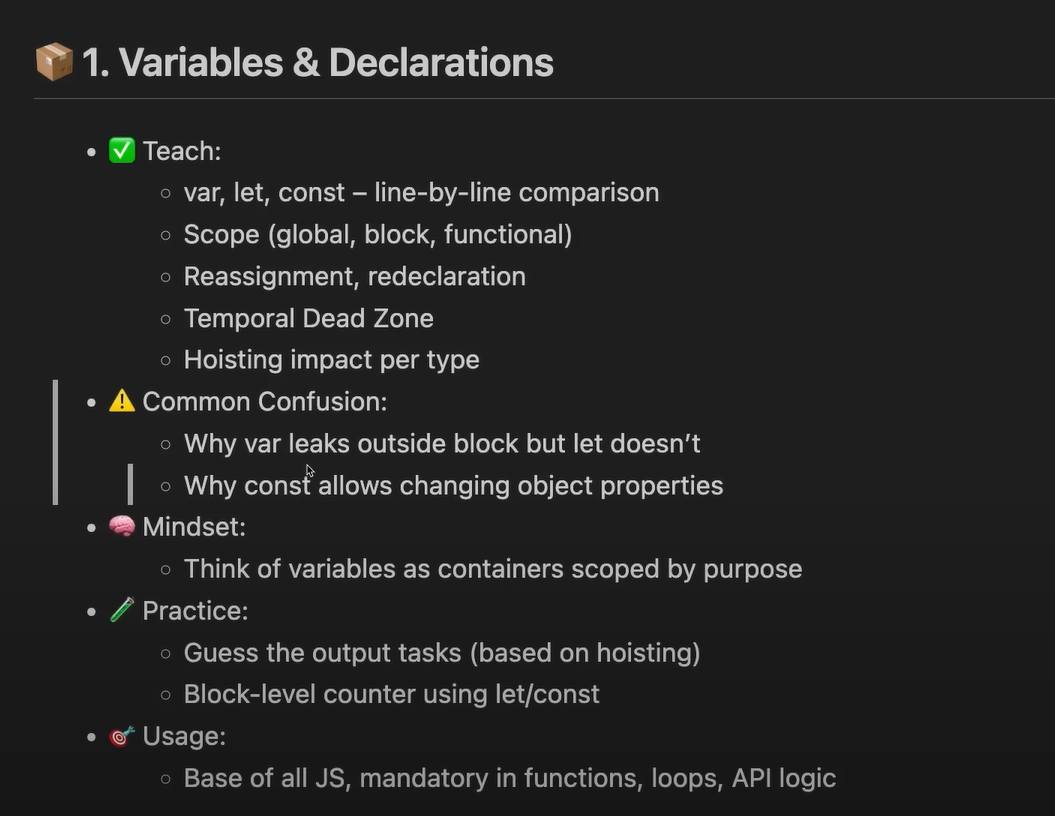 📦 1. Variables & Declarations
• ✅ Teach:
○ var, let, const – line-by-line comparison
○ Scope (global, block, functional)
○ Reassignment, redeclaration
○ Temporal Dead Zone
○ Hoisting impact per type
• ⚠️ Common Confusion:
○ Why var leaks outside block but let doesn’t
○ Why const allows changing object properties
• 🧠 Mindset:
○ Think of variables as containers scoped by purpose
• 🧪 Practice:
○ Guess the output tasks (based on hoisting)
○ Block-level counter using let/const
• 🎯 Usage:
○ Base of all JS, mandatory in functions, loops, API logic